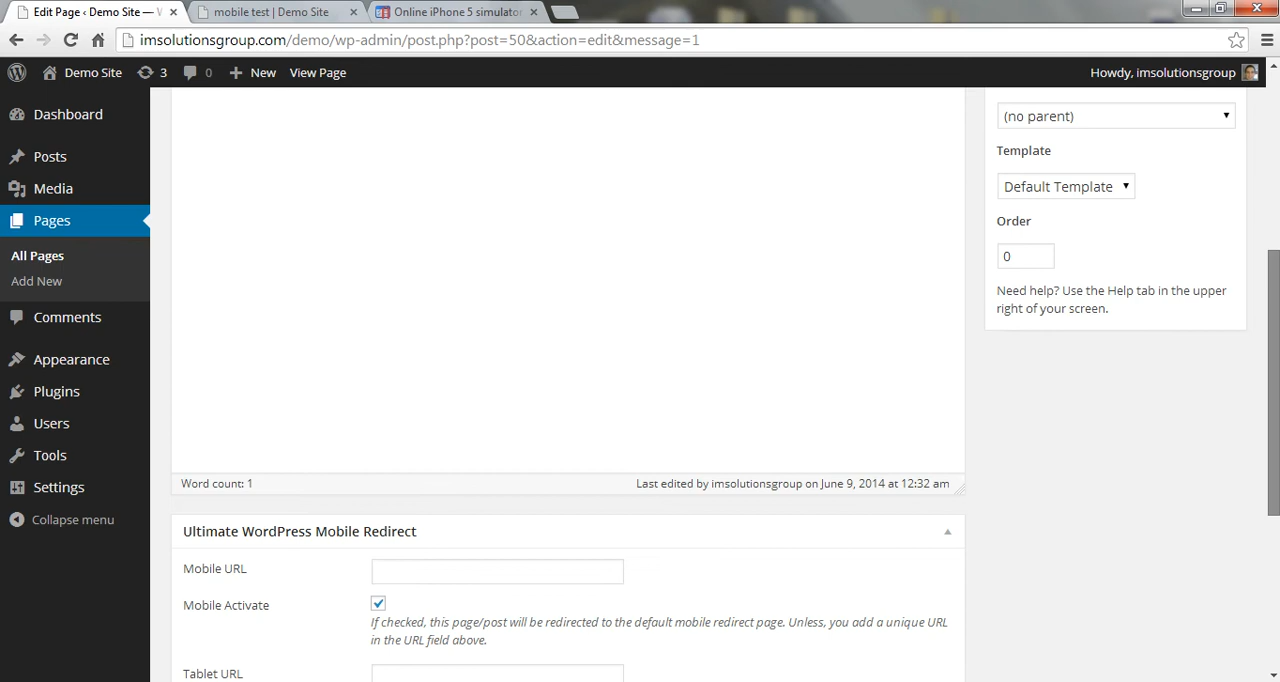 Edit Page ‹ Demo Site — W
mobile test | Demo Site
Online iPhone 5 simulator
imsolutionsgroup.com/demo/wp-admin/post.php?post=50&action=edit&message=1
Demo Site
3
0
New
View Page
Howdy, imsolutionsgroup
Dashboard
Posts
Media
Pages
All Pages
Add New
Comments
Appearance
Plugins
Users
Tools
Settings
Collapse menu
(no parent)
Template
Default Template
Order
0
Need help? Use the Help tab in the upper
right of your screen.
Word count: 1
Last edited by imsolutionsgroup on June 9, 2014 at 12:32 am
Ultimate WordPress Mobile Redirect
Mobile URL
Mobile Activate
If checked, this page/post will be redirected to the default mobile redirect page. Unless, you add a unique URL
in the URL field above.
Tablet URL